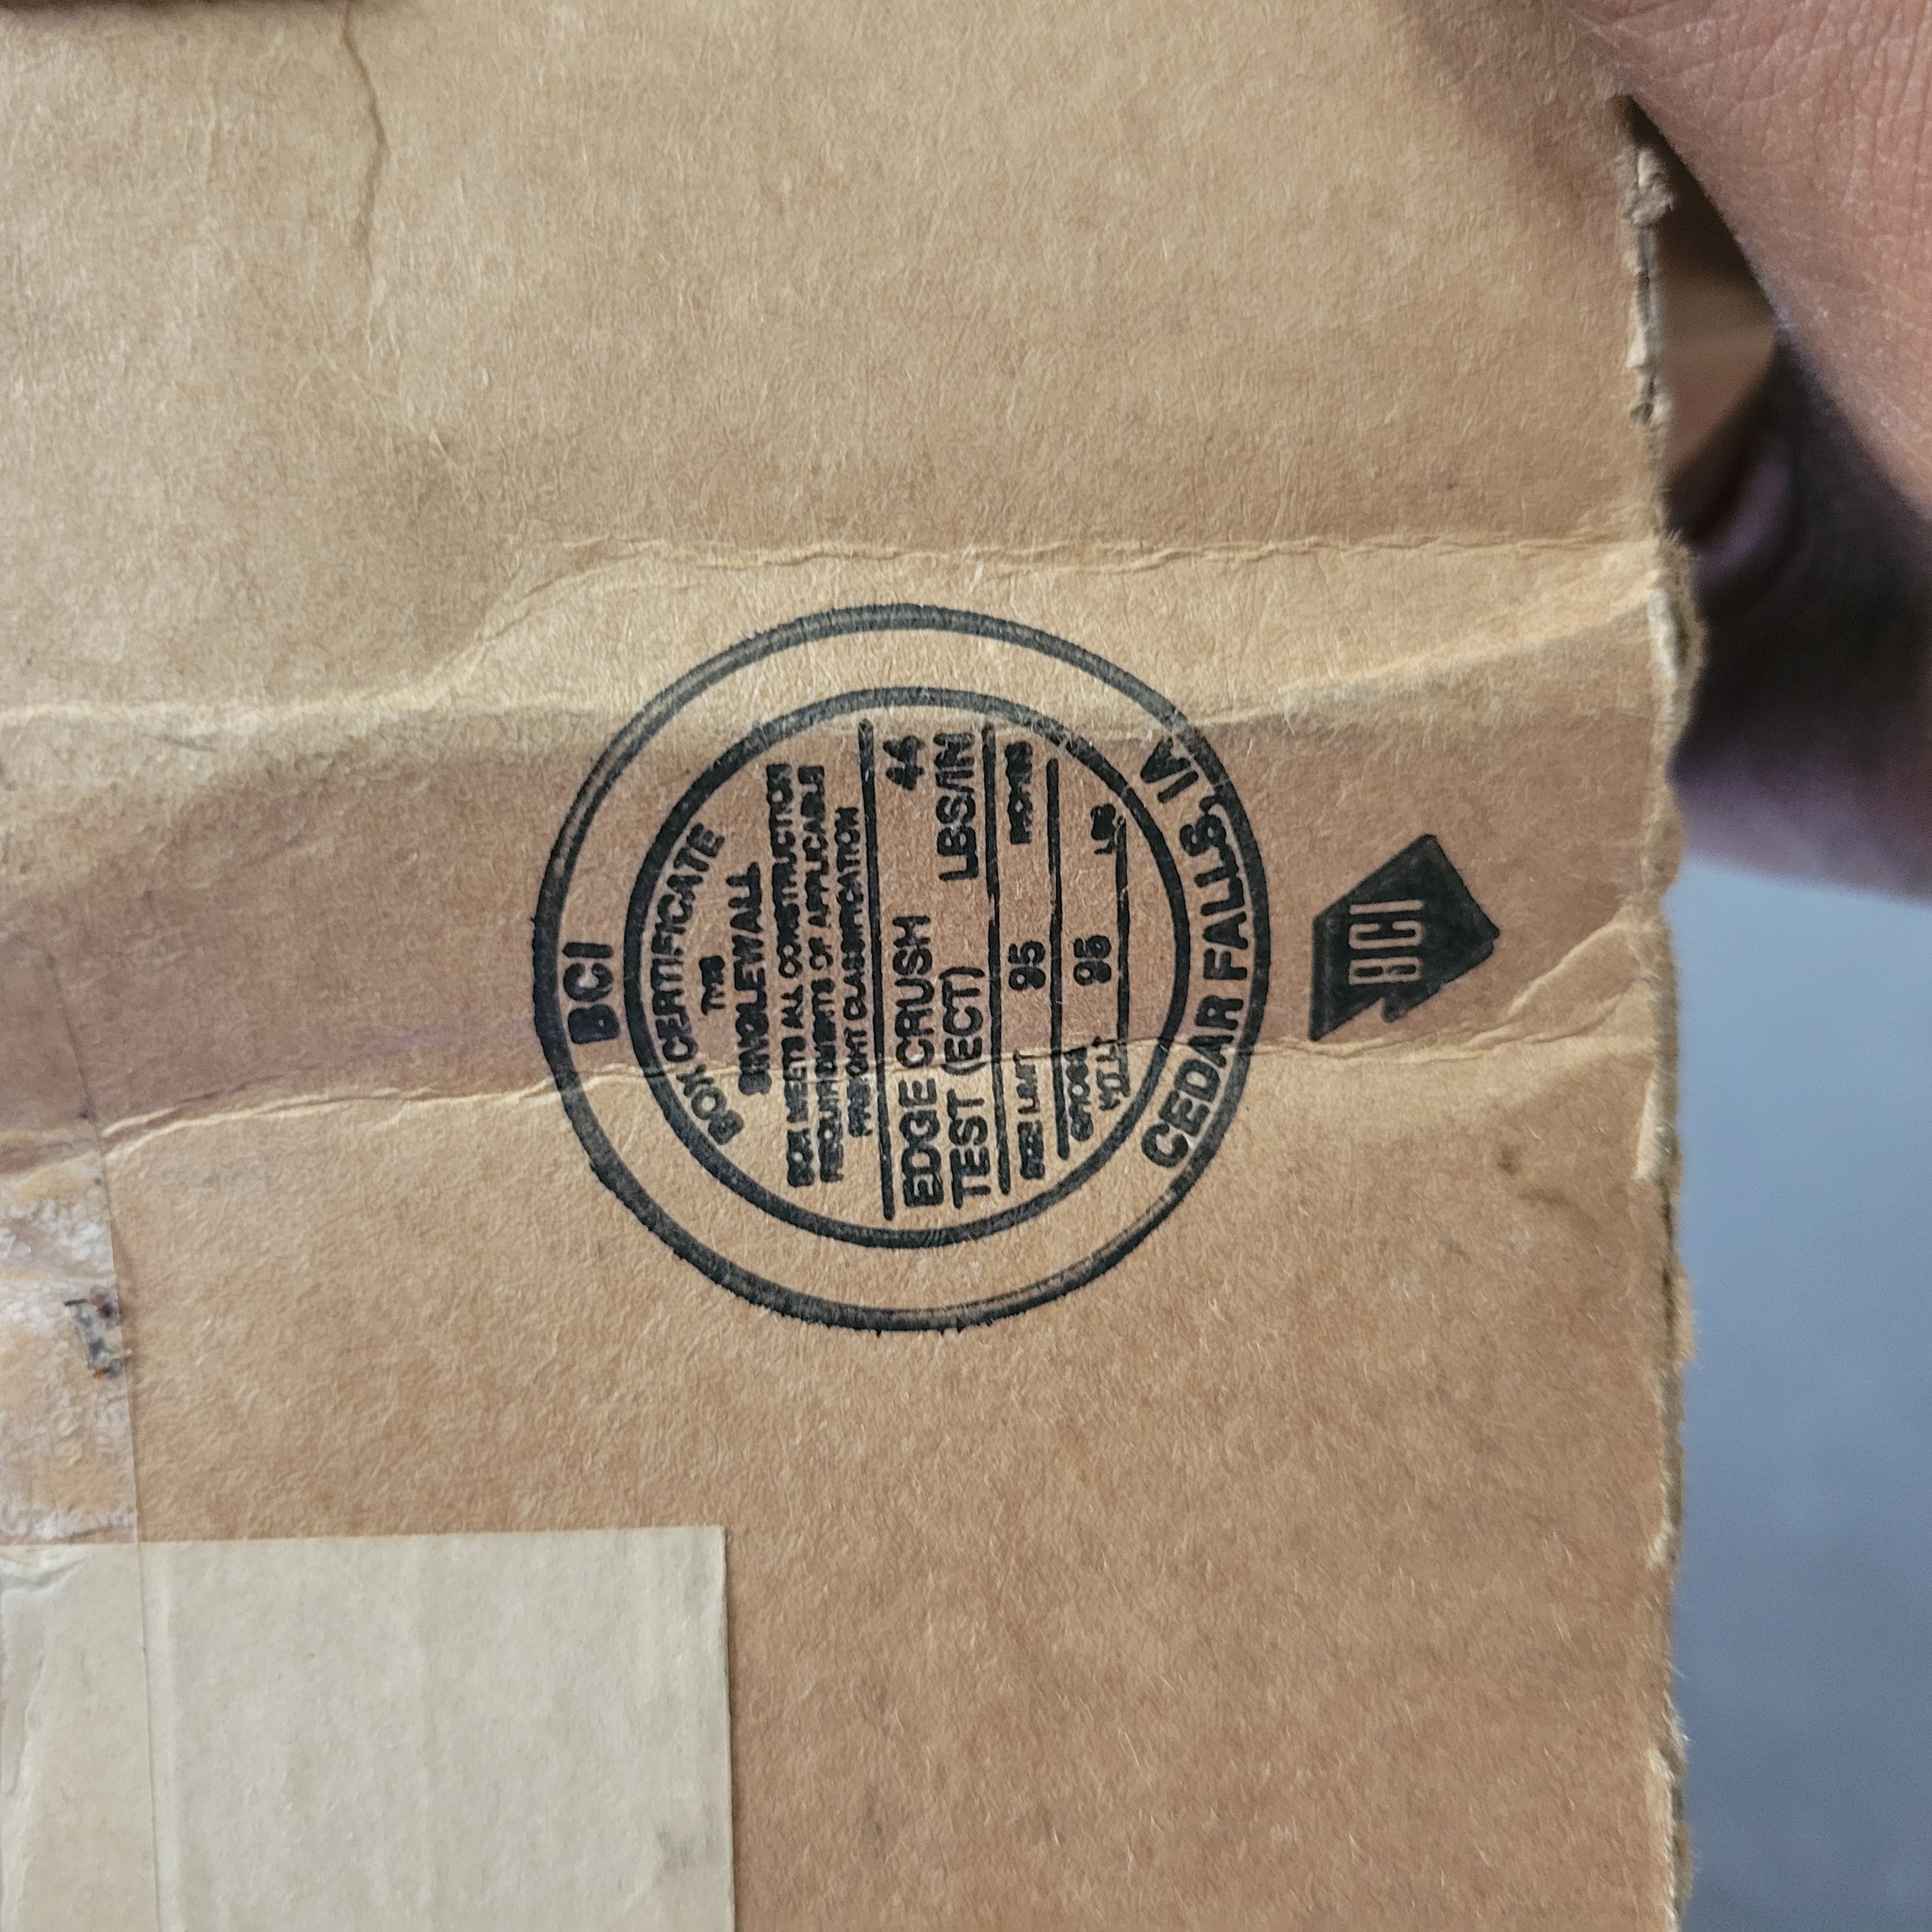 BCI
BOX CERTIFICATE
THIS
SINGLEWALL
BOX MEETS ALL CONSTRUCTION
REQUIREMENTS OF APPLICABLE
FREIGHT CLASSIFICATION
EDGE CRUSH 44
TEST (ECT) LBS/IN
SIZE LIMIT 95 INCHES
GROSS 95 LBS
WT.LT.
CEDAR FALLS, IA
BCI